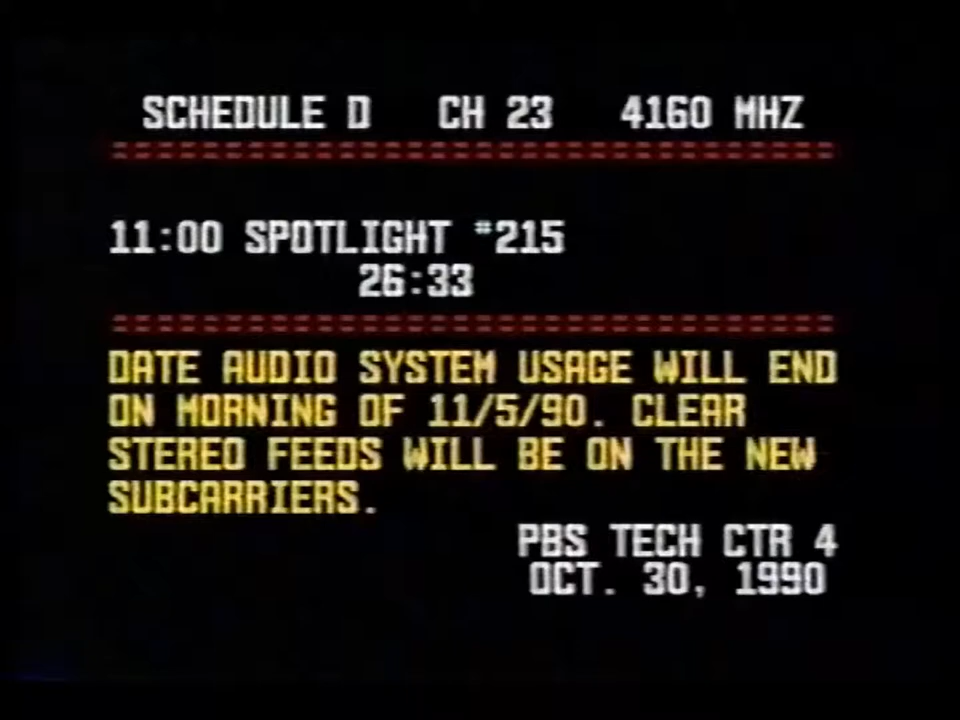 SCHEDULE D CH 23 4160 MHZ
================================
11:00 SPOTLIGHT #215
26:33
================================
DATE AUDIO SYSTEM USAGE WILL END
ON MORNING OF 11/5/90. CLEAR
STEREO FEEDS WILL BE ON THE NEW
SUBCARRIERS.
PBS TECH CTR 4
OCT. 30, 1990